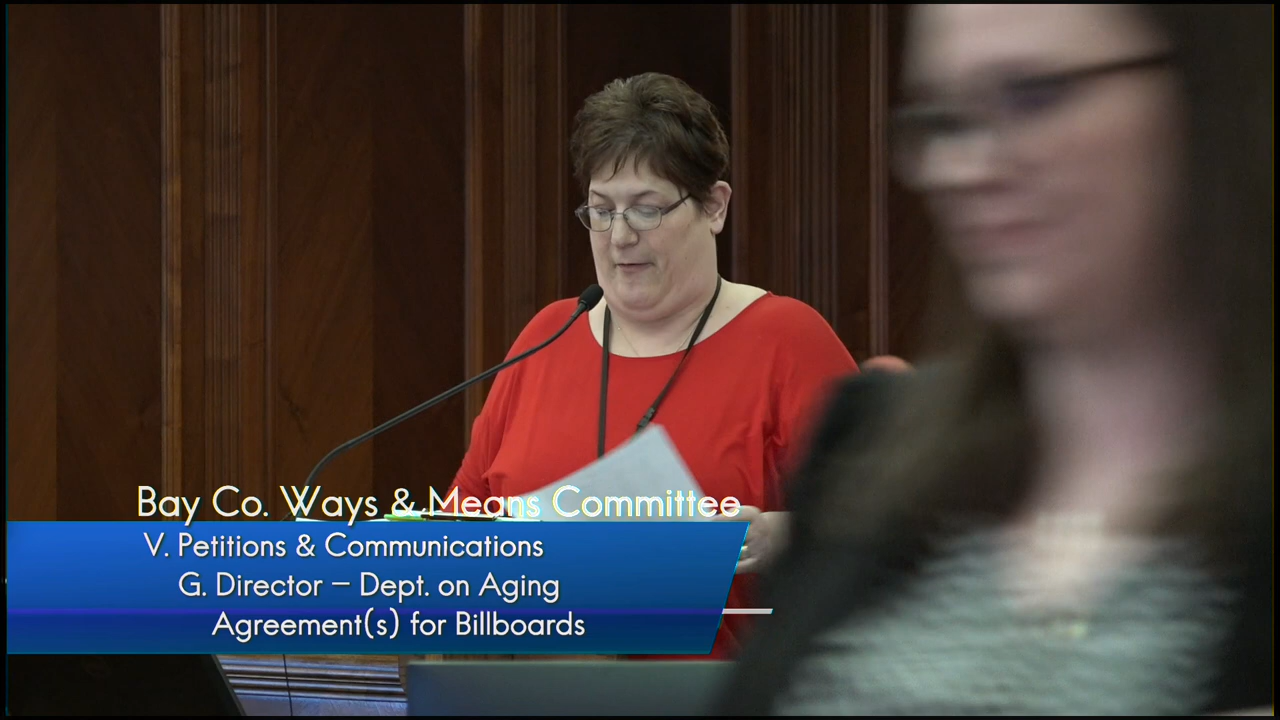 Bay Co. Ways & Means Committee
V. Petitions & Communications
G. Director – Dept. on Aging
Agreement(s) for Billboards